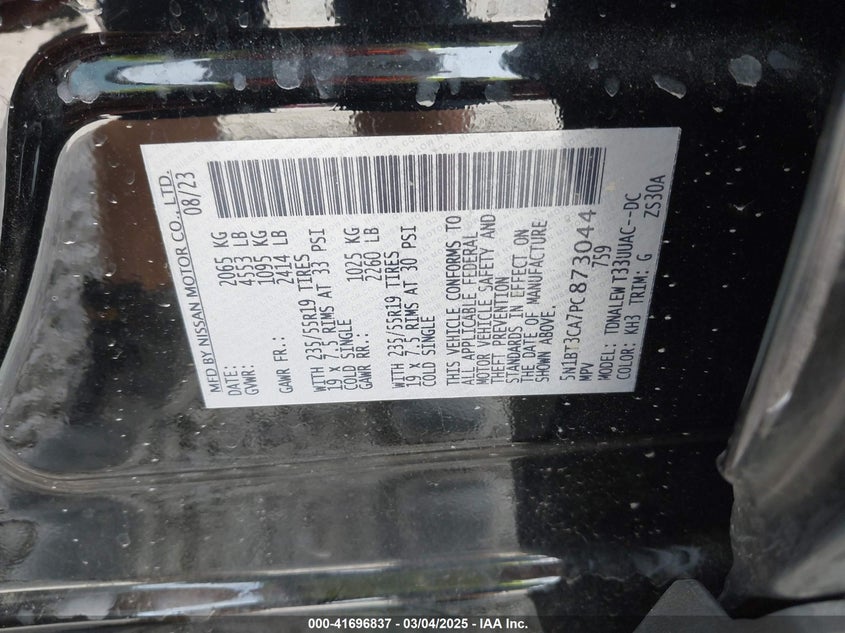 MFD BY NISSAN MOTOR CO., LTD.
DATE: 08/23
GVWR: 2065 KG
4553 LB
GAWR FR.: 1095 KG
2414 LB
WITH 235/55R19 TIRES
19 x 7.5 RIMS AT 33 PSI
COLD SINGLE
GAWR RR.: 1025 KG
2260 LB
WITH 235/55R19 TIRES
19 x 7.5 RIMS AT 30 PSI
COLD SINGLE
THIS VEHICLE CONFORMS TO
ALL APPLICABLE FEDERAL
MOTOR VEHICLE SAFETY AND
THEFT PREVENTION
STANDARDS IN EFFECT ON
THE DATE OF MANUFACTURE
SHOWN ABOVE.
5N1BT3CA7PC873044
MPV 759
MODEL: TDNALEW T33UUAC--DC
COLOR: KH3 TRIM: G ZS30A
000-41696837 - 03/04/2025 - IAA Inc.